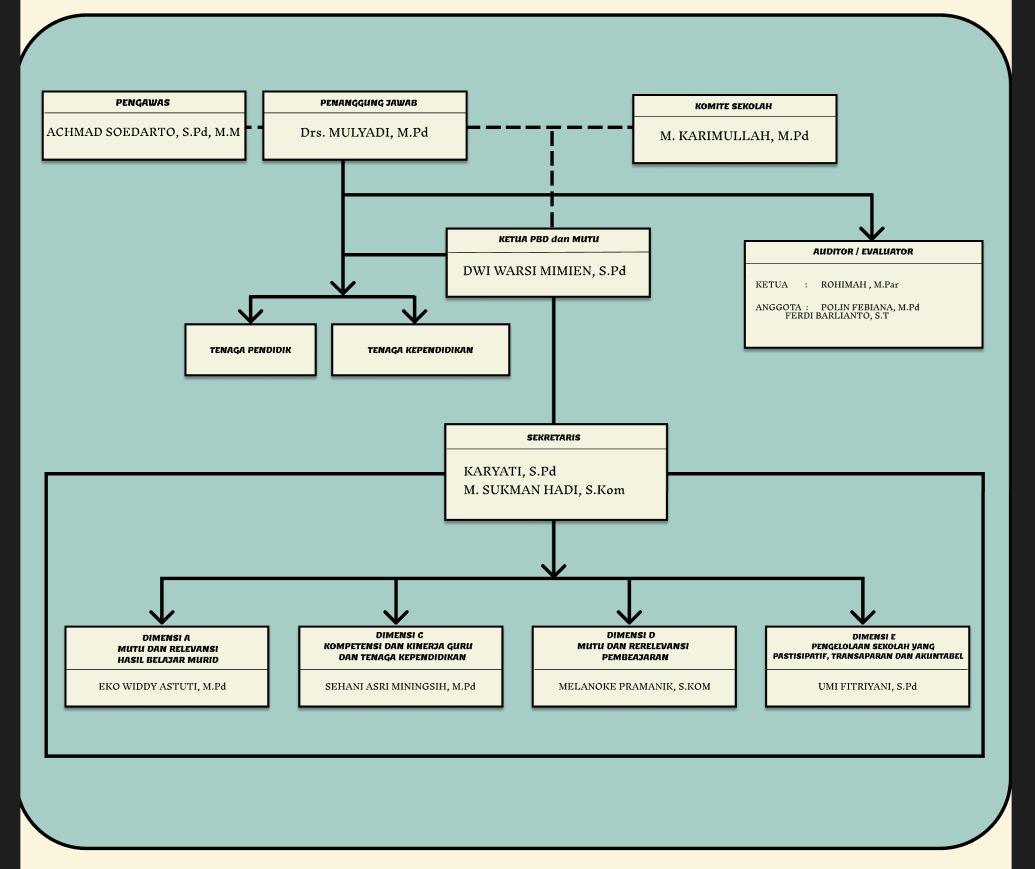 PENGAWAS
ACHMAD SOEDARTO, S.Pd, M.M
PENANGGUNG JAWAB
Drs. MULYADI, M.Pd
KOMITE SEKOLAH
M. KARIMULLAH, M.Pd
KETUA PBD dan MUTU
DWI WARSI MIMIEN, S.Pd
AUDITOR / EVALUATOR
KETUA : ROHIMAH , M.Par
ANGGOTA : POLIN FEBIANA, M.Pd
FERDI BARLIANTO, S.T
TENAGA PENDIDIK
TENAGA KEPENDIDIKAN
SEKRETARIS
KARYATI, S.Pd
M. SUKMAN HADI, S.Kom
DIMENSI A
MUTU DAN RELEVANSI
HASIL BELAJAR MURID
EKO WIDDY ASTUTI, M.Pd
DIMENSI C
KOMPETENSI DAN KINERJA GURU
DAN TENAGA KEPENDIDIKAN
SEHANI ASRI MININGSIH, M.Pd
DIMENSI D
MUTU DAN RERELEVANSI
PEMBEAJARAN
MELANOKE PRAMANIK, S.KOM
DIMENSI E
PENGELOLAAN SEKOLAH YANG
PASTISIPATIF, TRANSAPARAN DAN AKUNTABEL
UMI FITRIYANI, S.Pd